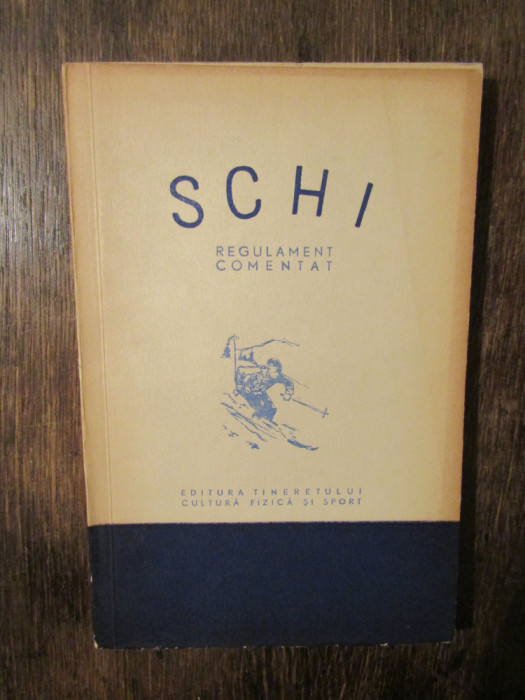 SCHI
REGULAMENT
COMENTAT
EDITURA TINERETULUI
CULTURĂ FIZICĂ ȘI SPORT